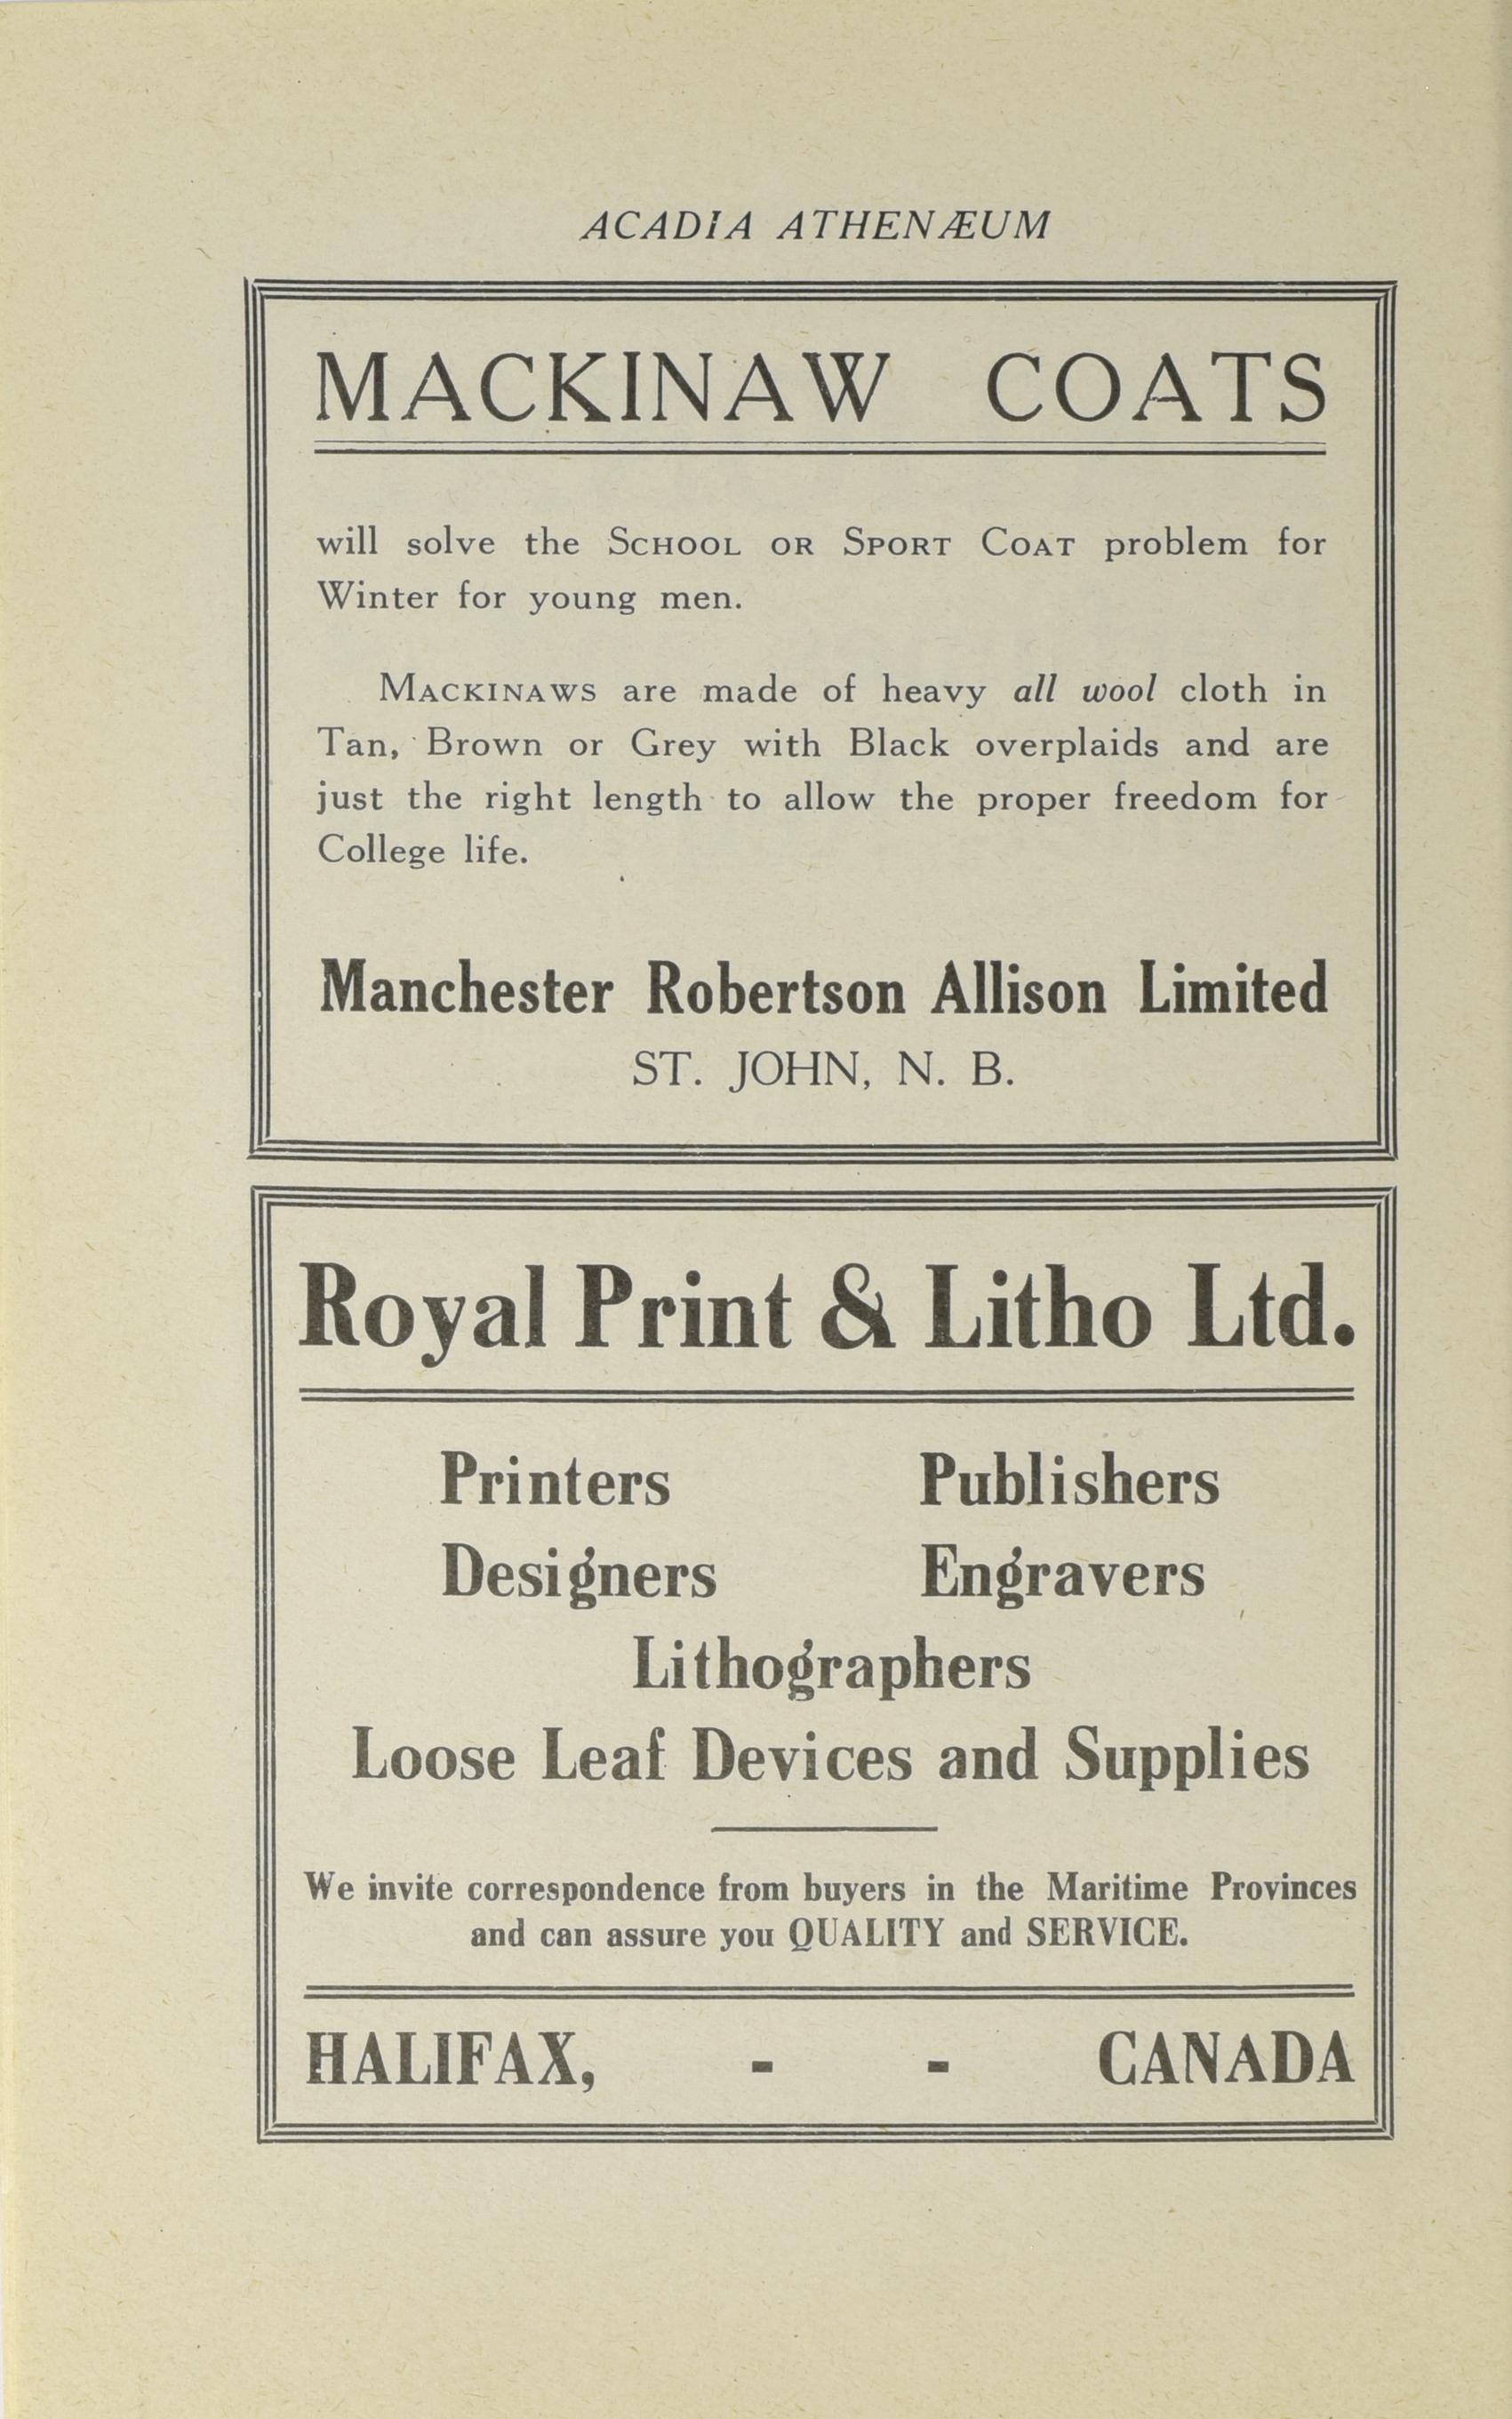 ACADIA ATHENÆUM
MACKINAW COATS
will solve the SCHOOL OR SPORT COAT problem for
Winter for young men.
MACKINAWS are made of heavy all wool cloth in
Tan, Brown or Grey with Black overplaids and are
just the right length to allow the proper freedom for
College life.
Manchester Robertson Allison Limited
ST. JOHN, N. B.
Royal Print & Litho Ltd.
Printers Publishers
Designers Engravers
Lithographers
Loose Leaf Devices and Supplies
We invite correspondence from buyers in the Maritime Provinces
and can assure you QUALITY and SERVICE.
HALIFAX, - - CANADA